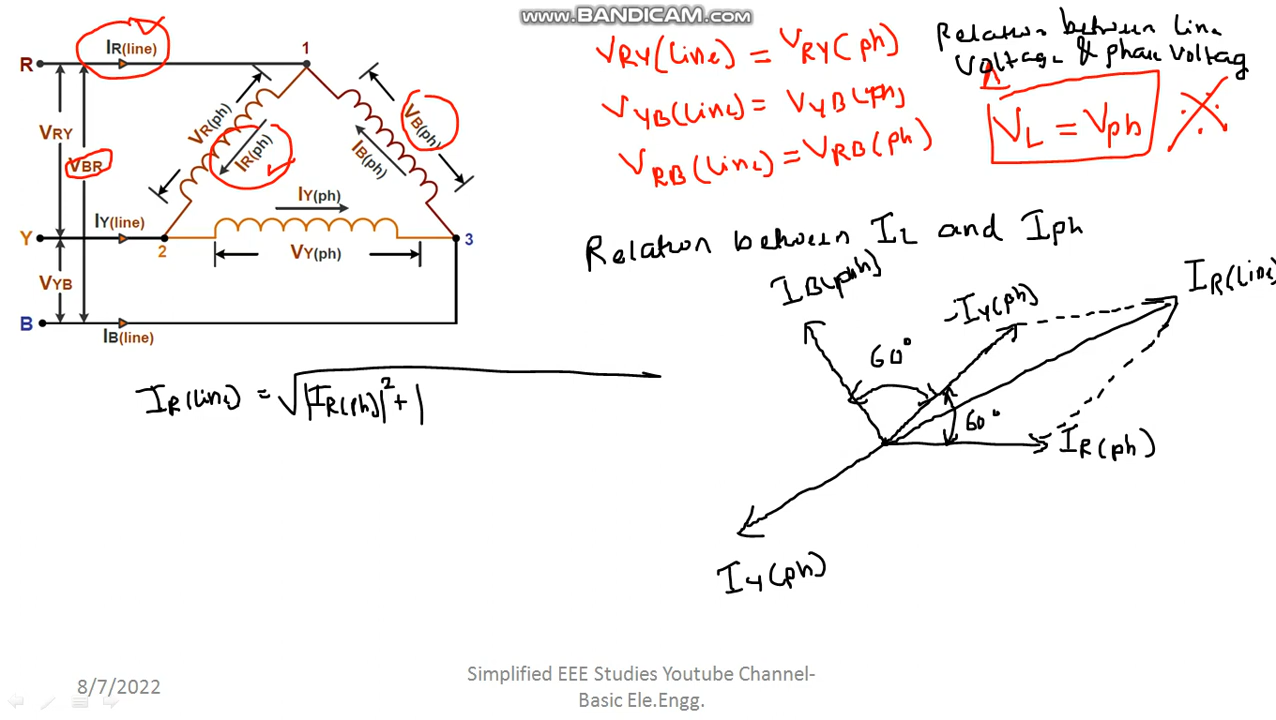 www.BANDICAM.com
R
IR(line)
1
VRY
VBR
VR(ph)
IR(ph)
VB(ph)
IB(ph)
IY(line)
IY(ph)
Y
2
VY(ph)
3
VYB
B
IB(line)
VRY(line) = VRY(ph)
VYB(line) = VYB(ph)
VRB(line) = VRB(ph)
Relation between line
voltage & phase voltag
VL = Vph
Relation between IL and Iph
IB(ph)
-IY(ph)
IR(line
60°
60°
IR(ph)
IY(ph)
IR(line) = √|IR(ph)|²+|
8/7/2022
Simplified EEE Studies Youtube Channel-
Basic Ele.Engg.